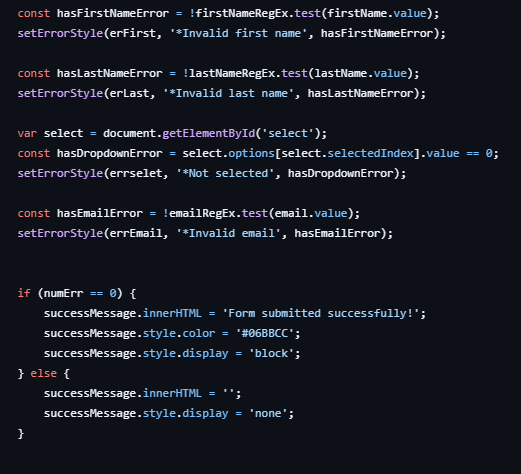 const hasFirstNameError = !firstNameRegEx.test(firstName.value);
setErrorStyle(erFirst, '*Invalid first name', hasFirstNameError);
const hasLastNameError = !lastNameRegEx.test(lastName.value);
setErrorStyle(erLast, '*Invalid last name', hasLastNameError);
var select = document.getElementById('select');
const hasDropdownError = select.options[select.selectedIndex].value == 0;
setErrorStyle(errselet, '*Not selected', hasDropdownError);
const hasEmailError = !emailRegEx.test(email.value);
setErrorStyle(errEmail, '*Invalid email', hasEmailError);
if (numErr == 0) {
    successMessage.innerHTML = 'Form submitted successfully!';
    successMessage.style.color = '#06BBCC';
    successMessage.style.display = 'block';
} else {
    successMessage.innerHTML = '';
    successMessage.style.display = 'none';
}